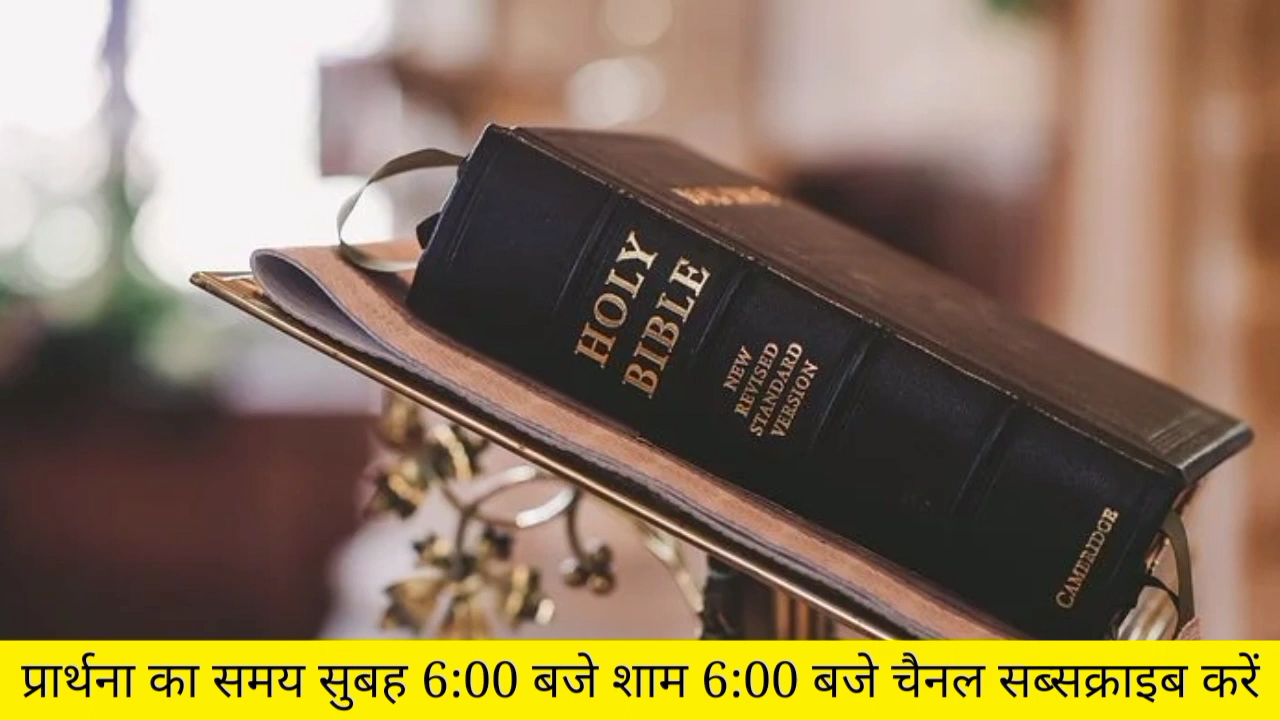 HOLY
BIBLE
NEW
REVISED
STANDARD
VERSION
CAMBRIDGE
प्रार्थना का समय सुबह 6:00 बजे शाम 6:00 बजे चैनल सब्सक्राइब करें